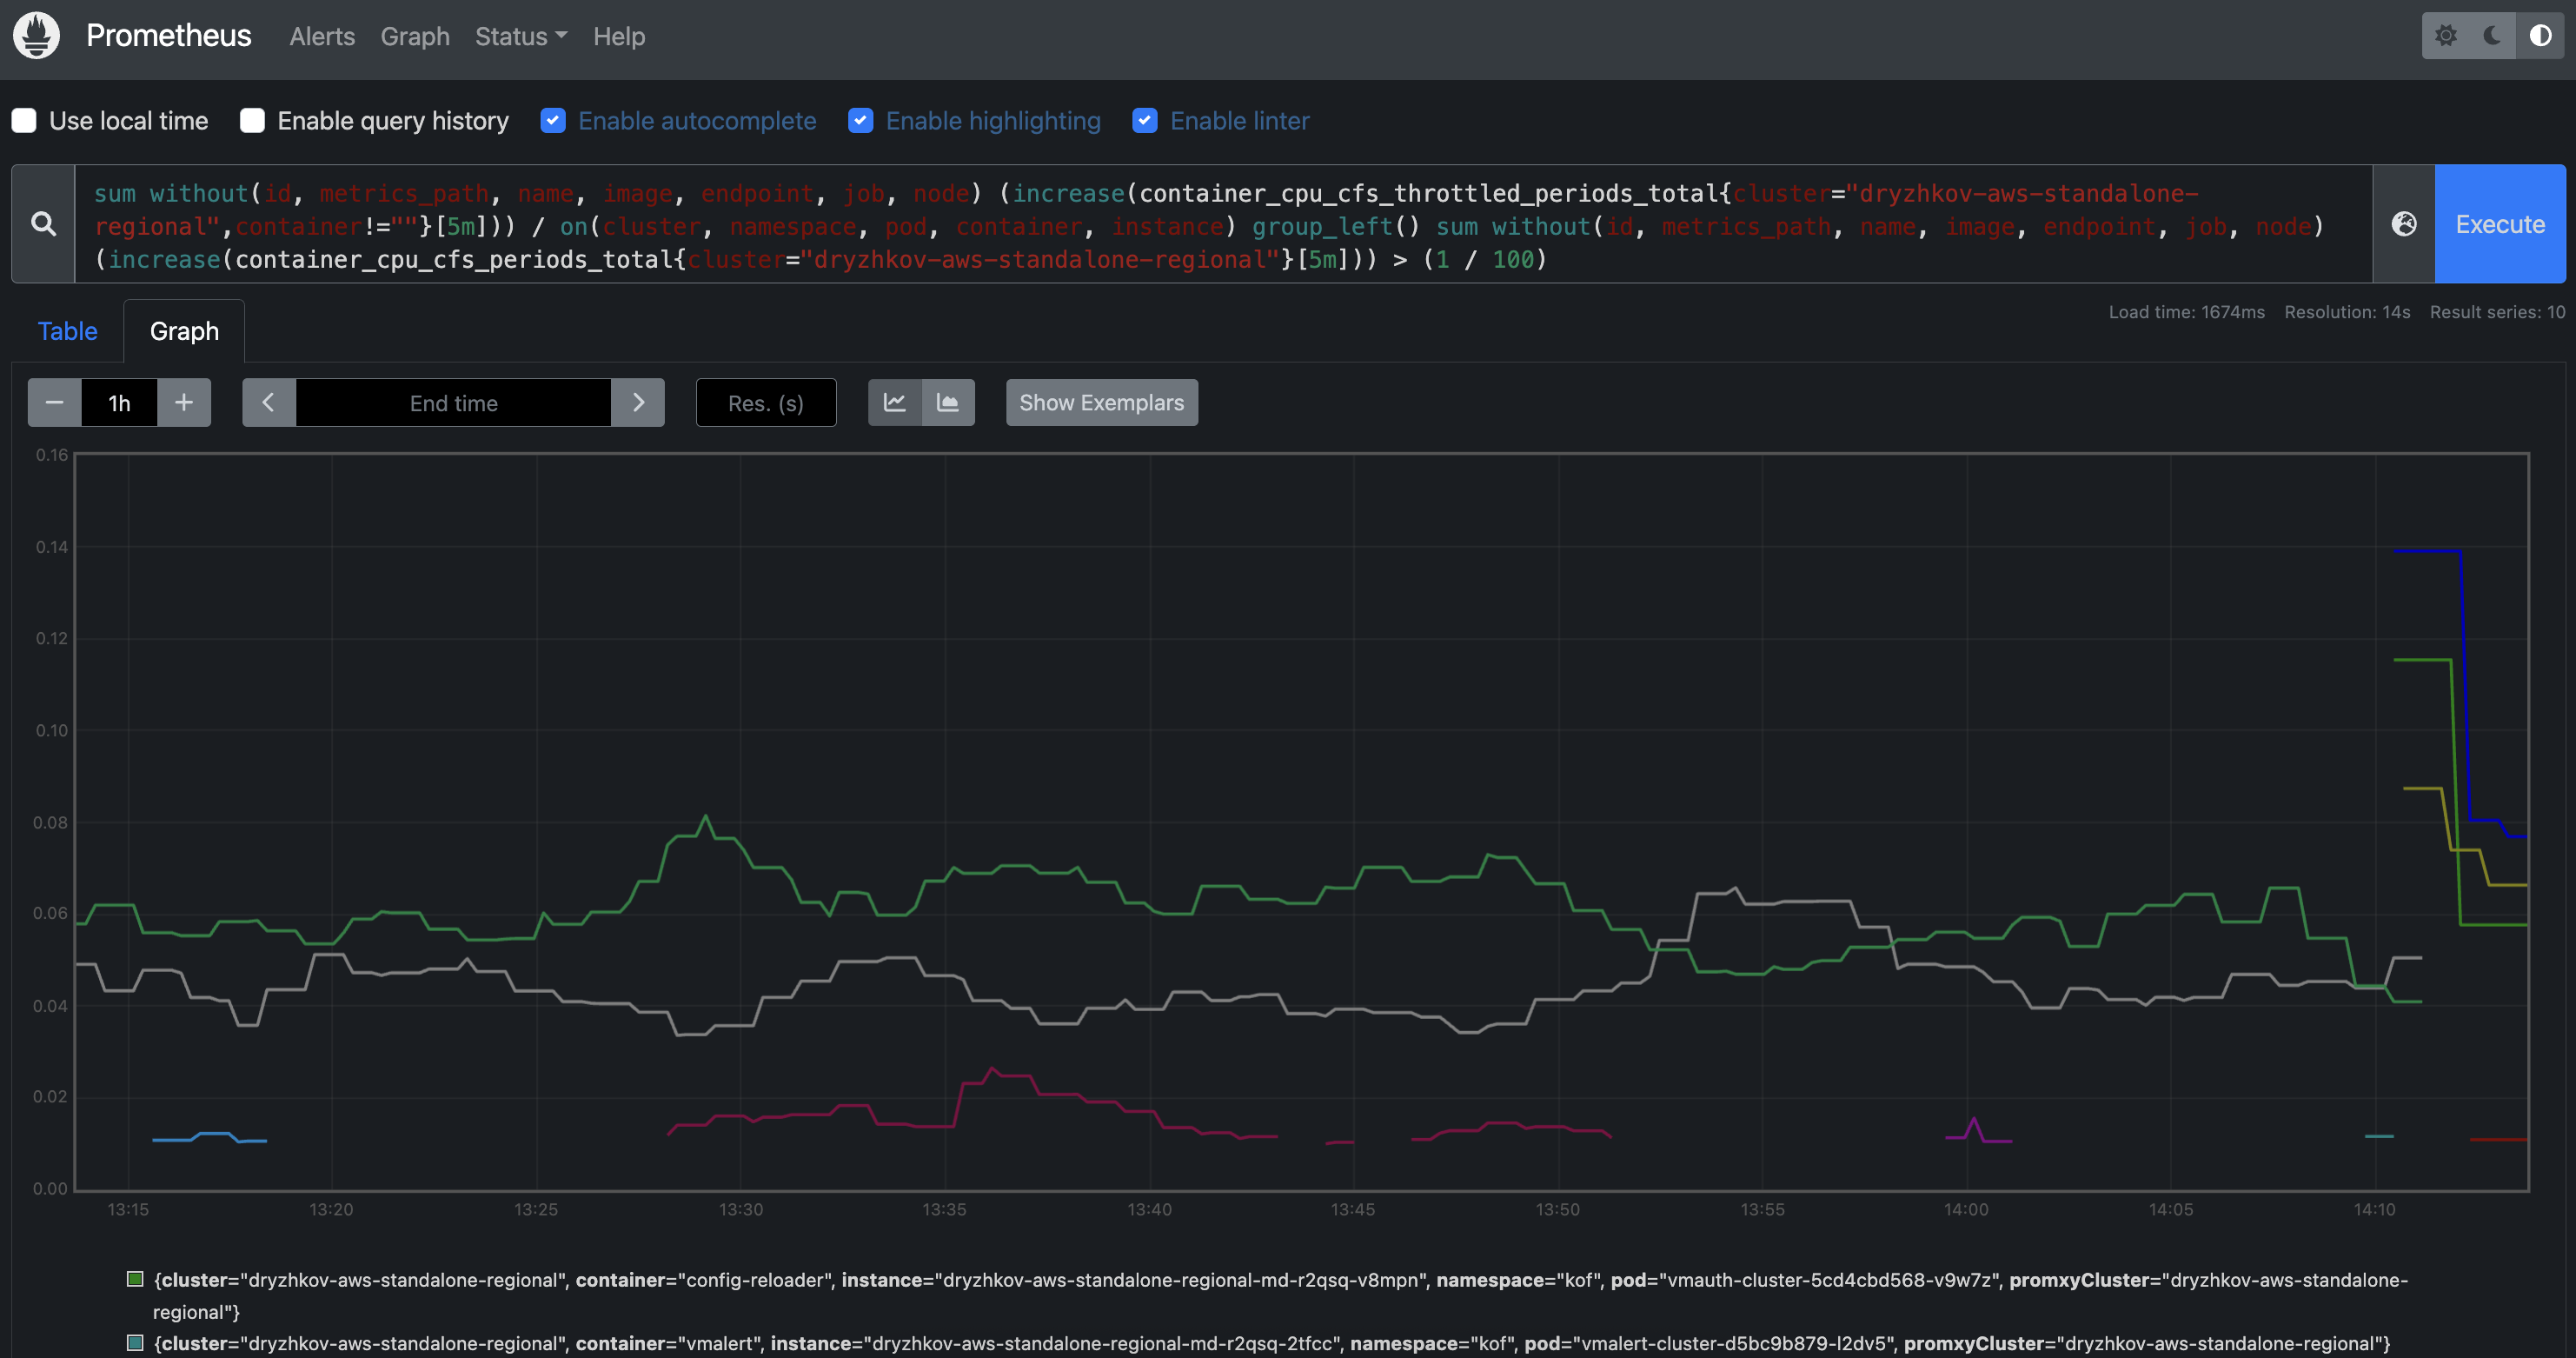 Prometheus Alerts Graph Status Help
Use local time Enable query history Enable autocomplete Enable highlighting Enable linter
sum without(id, metrics_path, name, image, endpoint, job, node) (increase(container_cpu_cfs_throttled_periods_total{cluster="dryzhkov-aws-standalone-
regional",container!=""}[5m])) / on(cluster, namespace, pod, container, instance) group_left() sum without(id, metrics_path, name, image, endpoint, job, node)
(increase(container_cpu_cfs_periods_total{cluster="dryzhkov-aws-standalone-regional"}[5m])) > (1 / 100)
Execute
Table Graph
Load time: 1674ms Resolution: 14s Result series: 10
1h End time Res. (s) Show Exemplars
0.16
0.14
0.12
0.10
0.08
0.06
0.04
0.02
0.00
13:15 13:20 13:25 13:30 13:35 13:40 13:45 13:50 13:55 14:00 14:05 14:10
{cluster="dryzhkov-aws-standalone-regional", container="config-reloader", instance="dryzhkov-aws-standalone-regional-md-r2qsq-v8mpn", namespace="kof", pod="vmauth-cluster-5cd4cbd568-v9w7z", promxyCluster="dryzhkov-aws-standalone-
regional"}
{cluster="dryzhkov-aws-standalone-regional", container="vmalert", instance="dryzhkov-aws-standalone-regional-md-r2qsq-2tfcc", namespace="kof", pod="vmalert-cluster-d5bc9b879-l2dv5", promxyCluster="dryzhkov-aws-standalone-regional"}